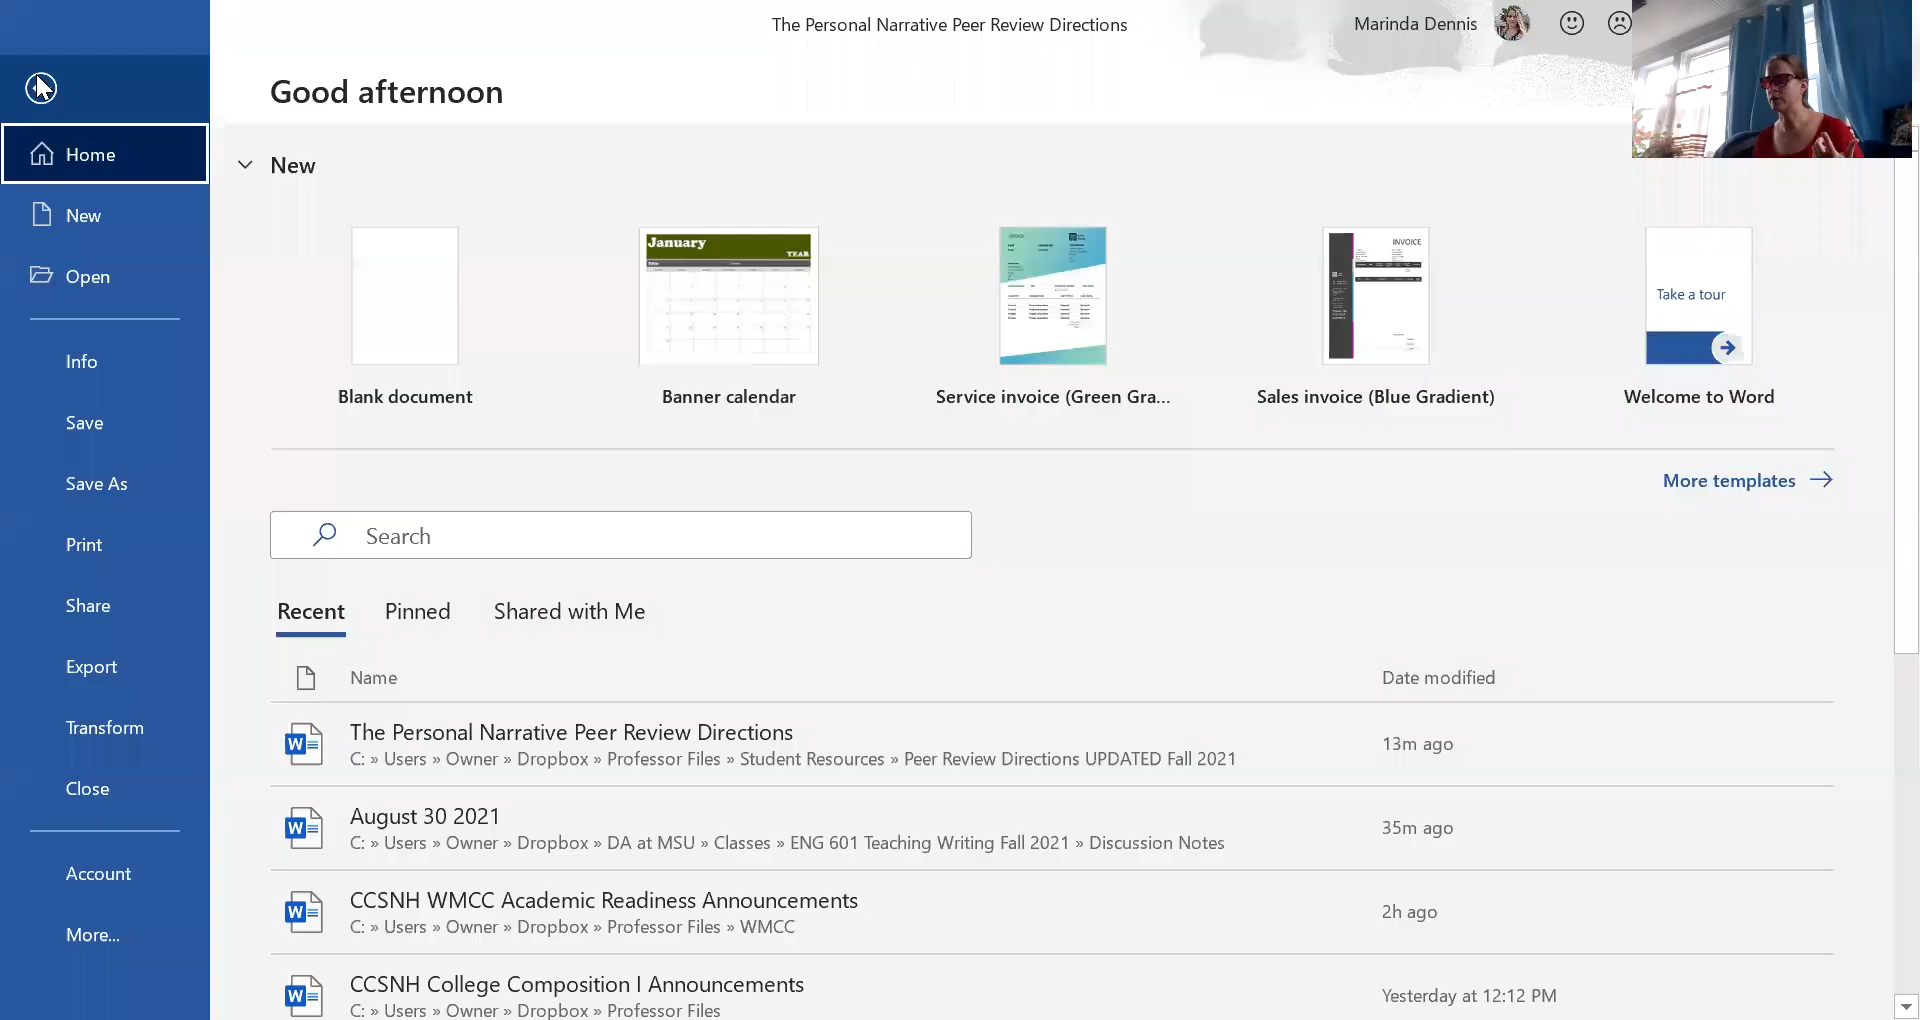 The Personal Narrative Peer Review Directions
Marinda Dennis
Good afternoon
Home
New
Open
Info
Save
Save As
Print
Share
Export
Transform
Close
Account
More...
New
January
YEAR
INVOICE
Take a tour
Blank document
Banner calendar
Service invoice (Green Gra...
Sales invoice (Blue Gradient)
Welcome to Word
More templates
Search
Recent Pinned Shared with Me
Name Date modified
The Personal Narrative Peer Review Directions
C: » Users » Owner » Dropbox » Professor Files » Student Resources » Peer Review Directions UPDATED Fall 2021
13m ago
August 30 2021
C: » Users » Owner » Dropbox » DA at MSU » Classes » ENG 601 Teaching Writing Fall 2021 » Discussion Notes
35m ago
CCSNH WMCC Academic Readiness Announcements
C: » Users » Owner » Dropbox » Professor Files » WMCC
2h ago
CCSNH College Composition I Announcements
C: » Users » Owner » Dropbox » Professor Files
Yesterday at 12:12 PM